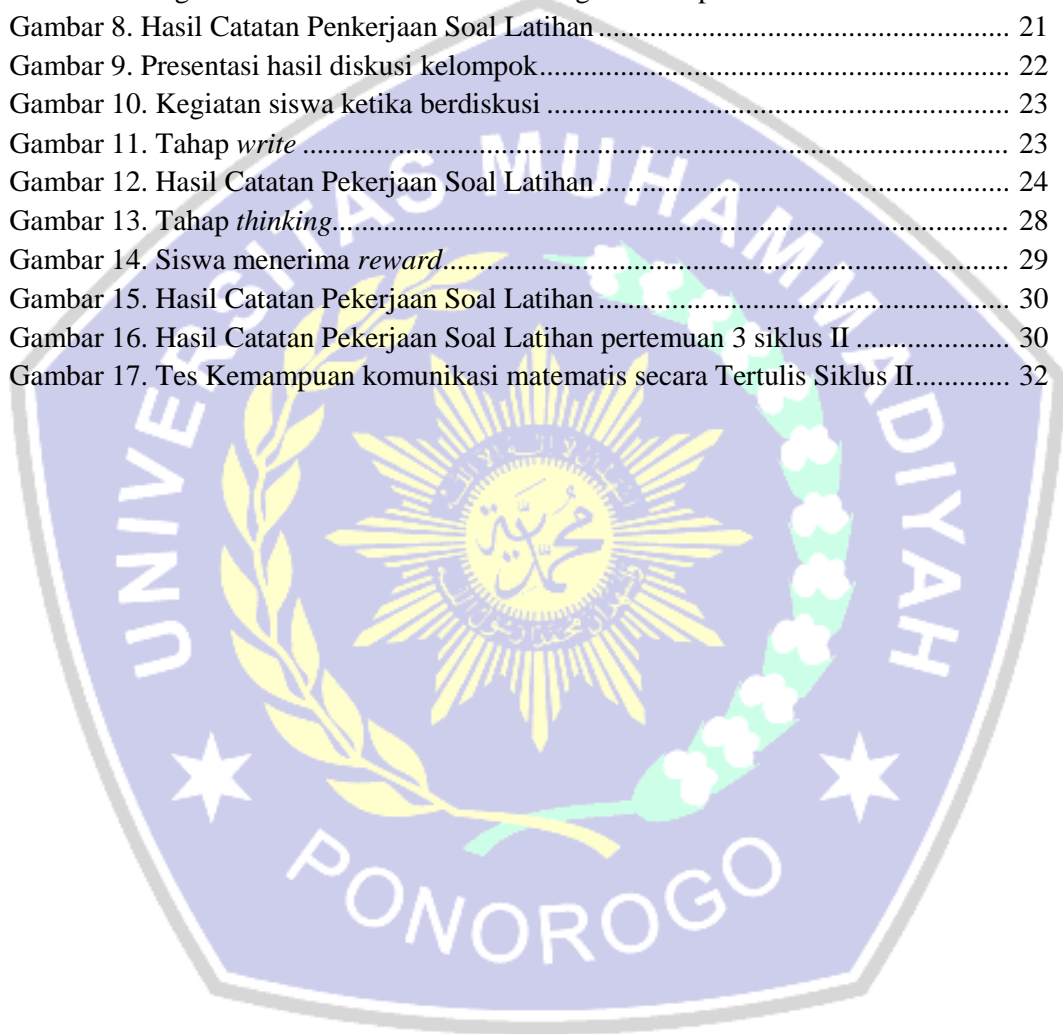 Gambar 8. Hasil Catatan Penkerjaan Soal Latihan ........................................................ 21
Gambar 9. Presentasi hasil diskusi kelompok................................................................ 22
Gambar 10. Kegiatan siswa ketika berdiskusi ............................................................... 23
Gambar 11. Tahap write ................................................................................................ 23
Gambar 12. Hasil Catatan Pekerjaan Soal Latihan ........................................................ 24
Gambar 13. Tahap thinking............................................................................................ 28
Gambar 14. Siswa menerima reward............................................................................. 29
Gambar 15. Hasil Catatan Pekerjaan Soal Latihan ........................................................ 30
Gambar 16. Hasil Catatan Pekerjaan Soal Latihan pertemuan 3 siklus II .................... 30
Gambar 17. Tes Kemampuan komunikasi matematis secara Tertulis Siklus II............. 32
UNIVERSITAS MUHAMMADIYAH
PONOROGO